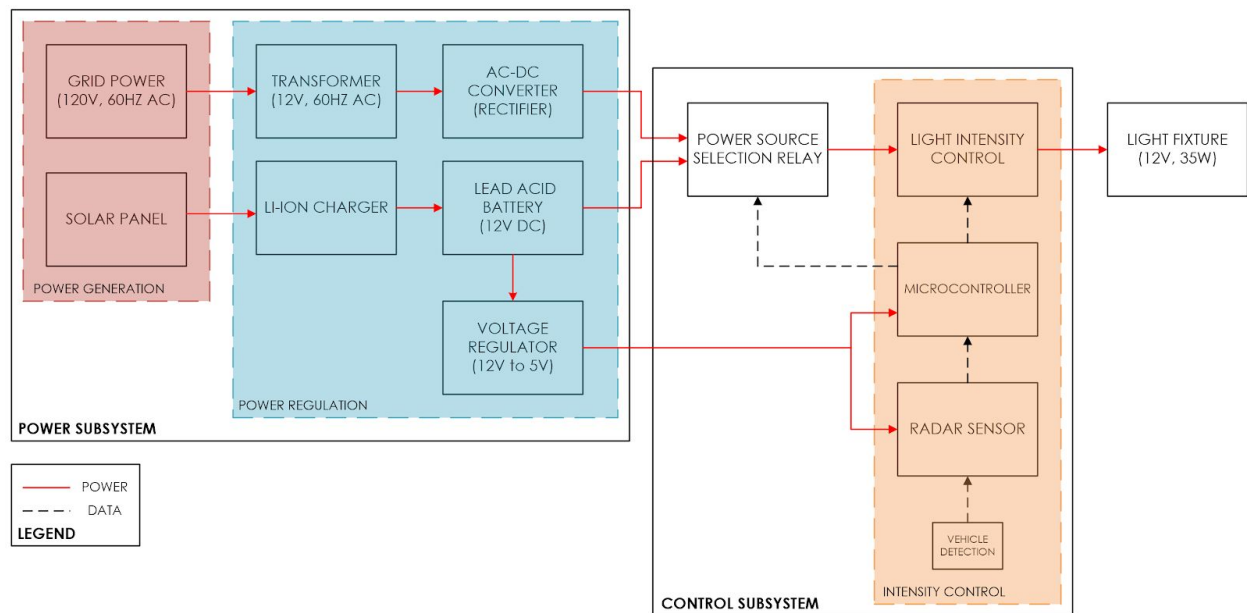 GRID POWER
(120V, 60HZ AC)
TRANSFORMER
(12V, 60HZ AC)
AC-DC
CONVERTER
(RECTIFIER)
SOLAR PANEL
LI-ION CHARGER
LEAD ACID
BATTERY
(12V DC)
POWER GENERATION
VOLTAGE
REGULATOR
(12V to 5V)
POWER REGULATION
POWER SUBSYSTEM
POWER SOURCE
SELECTION RELAY
LIGHT INTENSITY
CONTROL
LIGHT FIXTURE
(12V, 35W)
MICROCONTROLLER
RADAR SENSOR
VEHICLE
DETECTION
INTENSITY CONTROL
CONTROL SUBSYSTEM
POWER
DATA
LEGEND